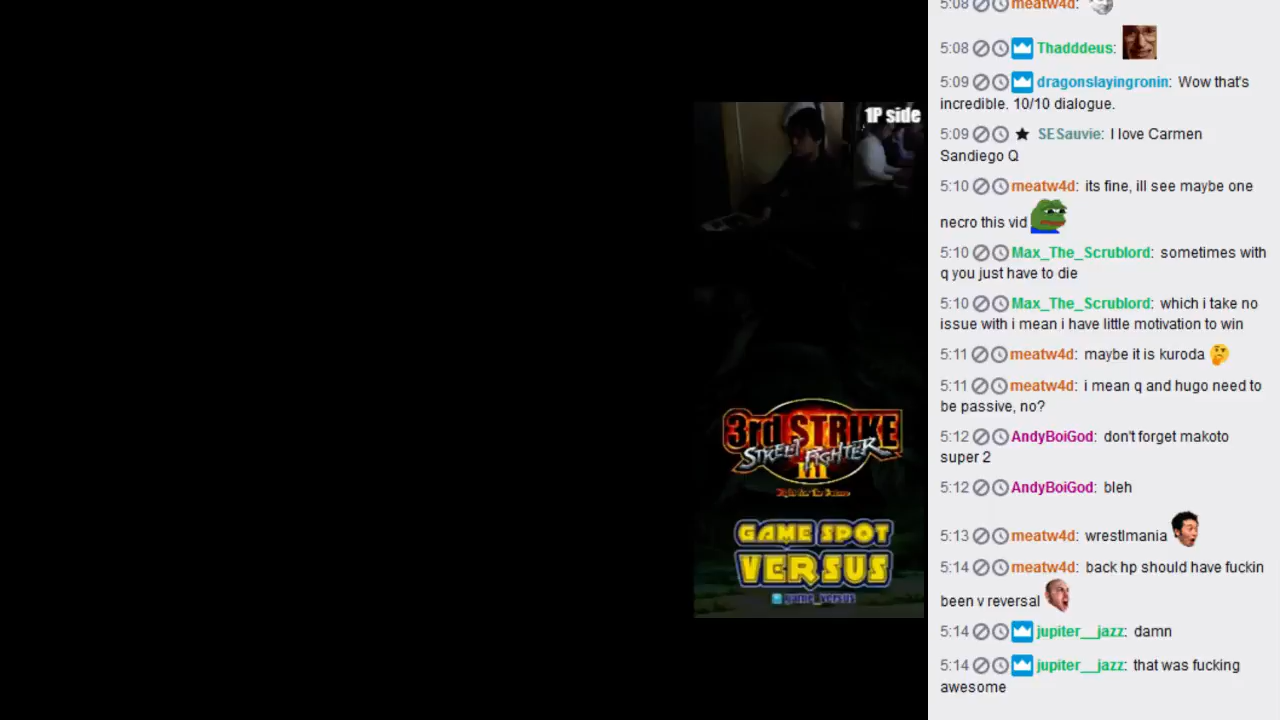 1P side
3rd STRIKE
STREET FIGHTER
III
Fight for the Future
GAME SPOT
VERSUS
game_versus
5:08 meatw4d:
5:08 Thadddeus:
5:09 dragonslayingronin: Wow that's
incredible. 10/10 dialogue.
5:09 SESauvie: I love Carmen
Sandiego Q
5:10 meatw4d: its fine, ill see maybe one
necro this vid
5:10 Max_The_Scrublord: sometimes with
q you just have to die
5:10 Max_The_Scrublord: which i take no
issue with i mean i have little motivation to win
5:11 meatw4d: maybe it is kuroda
5:11 meatw4d: i mean q and hugo need to
be passive, no?
5:12 AndyBoiGod: don't forget makoto
super 2
5:12 AndyBoiGod: bleh
5:13 meatw4d: wrestlmania
5:14 meatw4d: back hp should have fuckin
been v reversal
5:14 jupiter__jazz: damn
5:14 jupiter__jazz: that was fucking
awesome